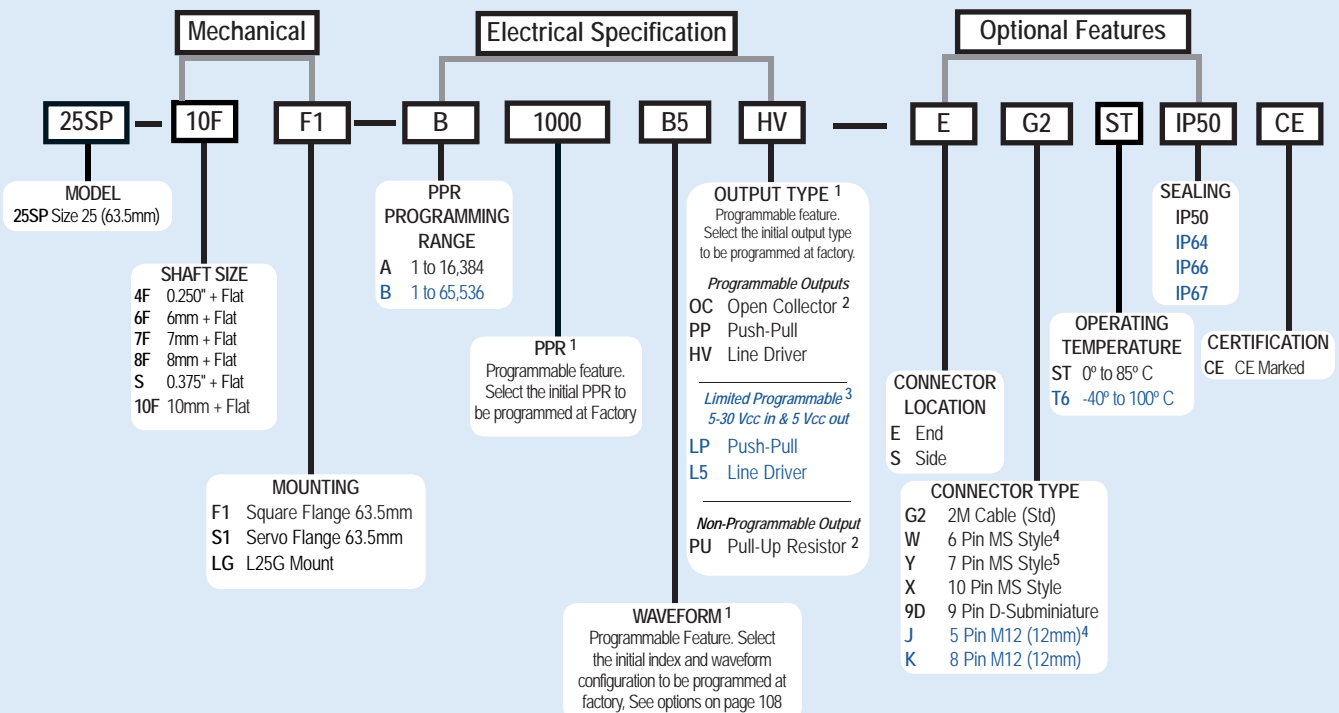 Mechanical
Electrical Specification
Optional Features
25SP
10F
F1
B
1000
B5
HV
E
G2
ST
IP50
CE
MODEL
25SP Size 25 (63.5mm)
SHAFT SIZE
4F 0.250" + Flat
6F 6mm + Flat
7F 7mm + Flat
8F 8mm + Flat
S 0.375" + Flat
10F 10mm + Flat
MOUNTING
F1 Square Flange 63.5mm
S1 Servo Flange 63.5mm
LG L25G Mount
PPR
PROGRAMMING
RANGE
A 1 to 16,384
B 1 to 65,536
PPR 1
Programmable feature.
Select the initial PPR to
be programmed at Factory
WAVEFORM 1
Programmable Feature. Select
the initial index and waveform
configuration to be programmed at
factory, See options on page 108
OUTPUT TYPE 1
Programmable feature.
Select the initial output type
to be programmed at factory.
Programmable Outputs
OC Open Collector 2
PP Push-Pull
HV Line Driver
Limited Programmable 3
5-30 Vcc in & 5 Vcc out
LP Push-Pull
L5 Line Driver
Non-Programmable Output
PU Pull-Up Resistor 2
CONNECTOR
LOCATION
E End
S Side
CONNECTOR TYPE
G2 2M Cable (Std)
W 6 Pin MS Style4
Y 7 Pin MS Style5
X 10 Pin MS Style
9D 9 Pin D-Subminiature
J 5 Pin M12 (12mm)4
K 8 Pin M12 (12mm)
OPERATING
TEMPERATURE
ST 0º to 85º C
T6 -40º to 100º C
SEALING
IP50
IP64
IP66
IP67
CERTIFICATION
CE CE Marked